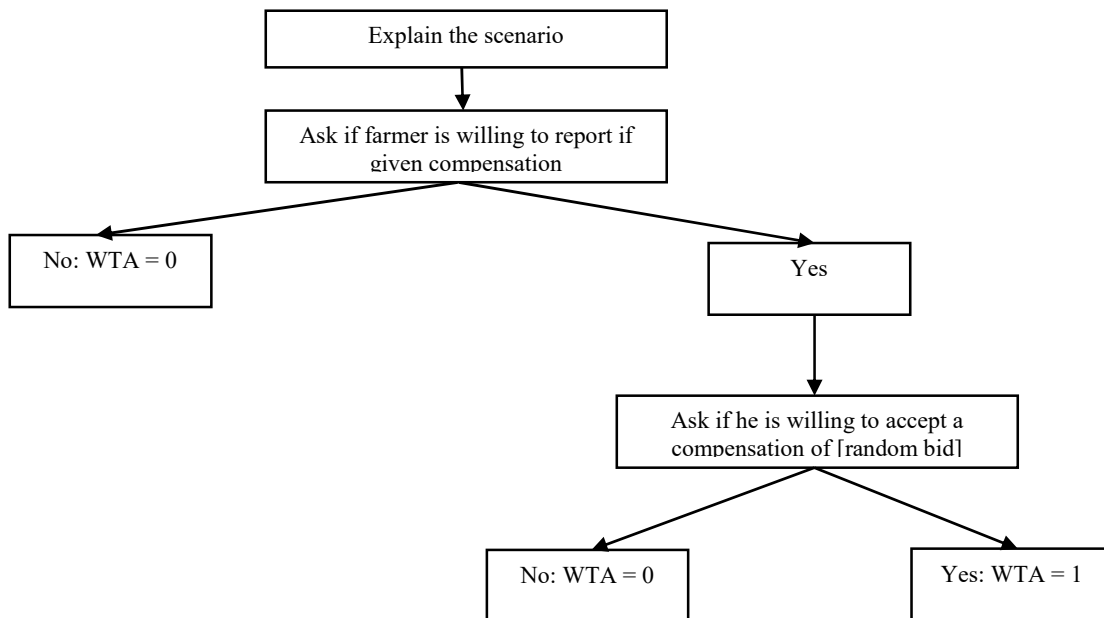 Explain the scenario
Ask if farmer is willing to report if
given compensation
No: WTA = 0
Yes
Ask if he is willing to accept a
compensation of [random bid]
No: WTA = 0
Yes: WTA = 1